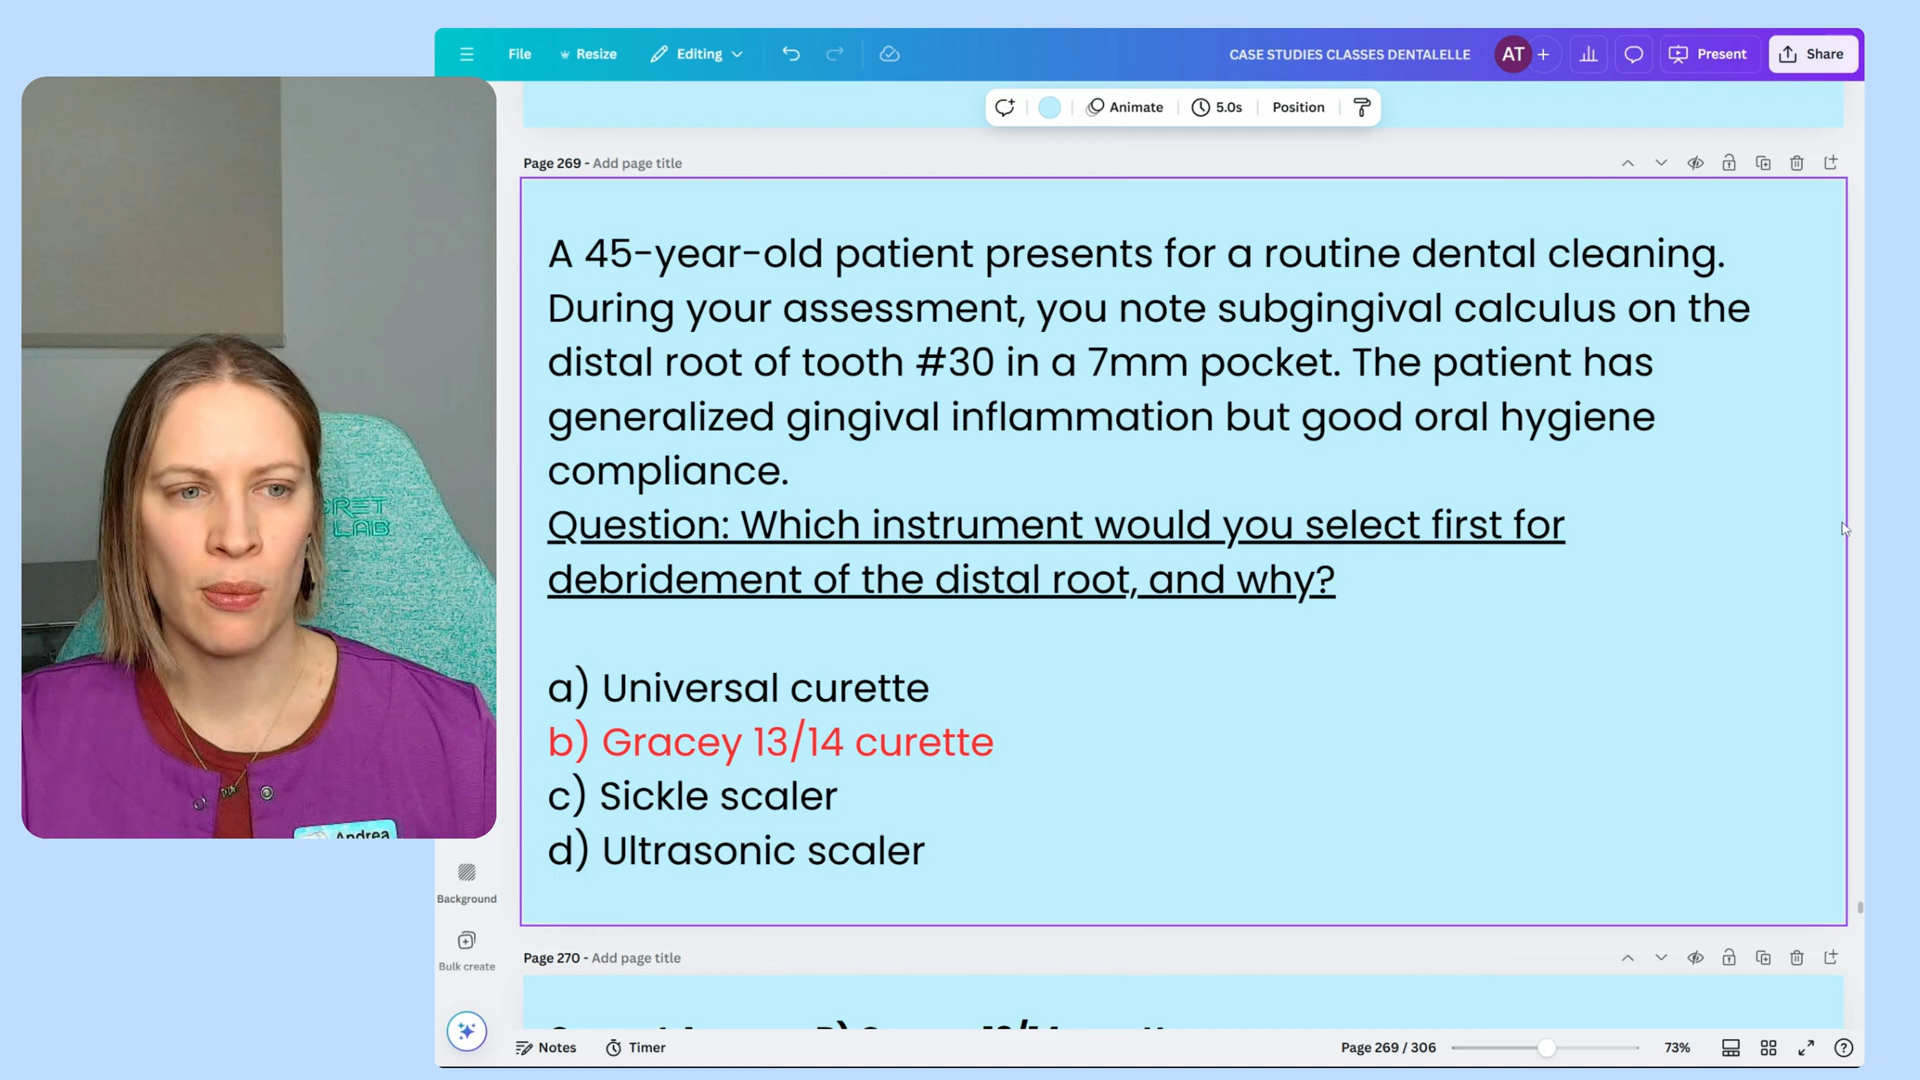 File
Resize
Editing
CASE STUDIES CLASSES DENTALELLE
AT
+
Present
Share
Animate
5.0s
Position
Page 269 - Add page title
A 45-year-old patient presents for a routine dental cleaning.
During your assessment, you note subgingival calculus on the
distal root of tooth #30 in a 7mm pocket. The patient has
generalized gingival inflammation but good oral hygiene
compliance.
Question: Which instrument would you select first for
debridement of the distal root, and why?
a) Universal curette
b) Gracey 13/14 curette
c) Sickle scaler
d) Ultrasonic scaler
LAB
Andrea
Background
Bulk create
Page 270 - Add page title
Notes
Timer
Page 269 / 306
73%